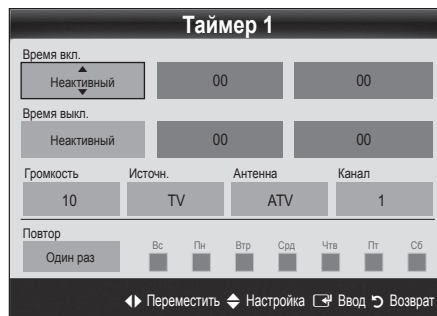 Таймер 1
Время вкл.
Неактивный 00 00
Время выкл.
Неактивный 00 00
Громкость Источн. Антенна Канал
10 TV ATV 1
Повтор
Вс Пн Втр Срд Чтв Пт Сб
Один раз
Переместить Настройка Ввод Возврат